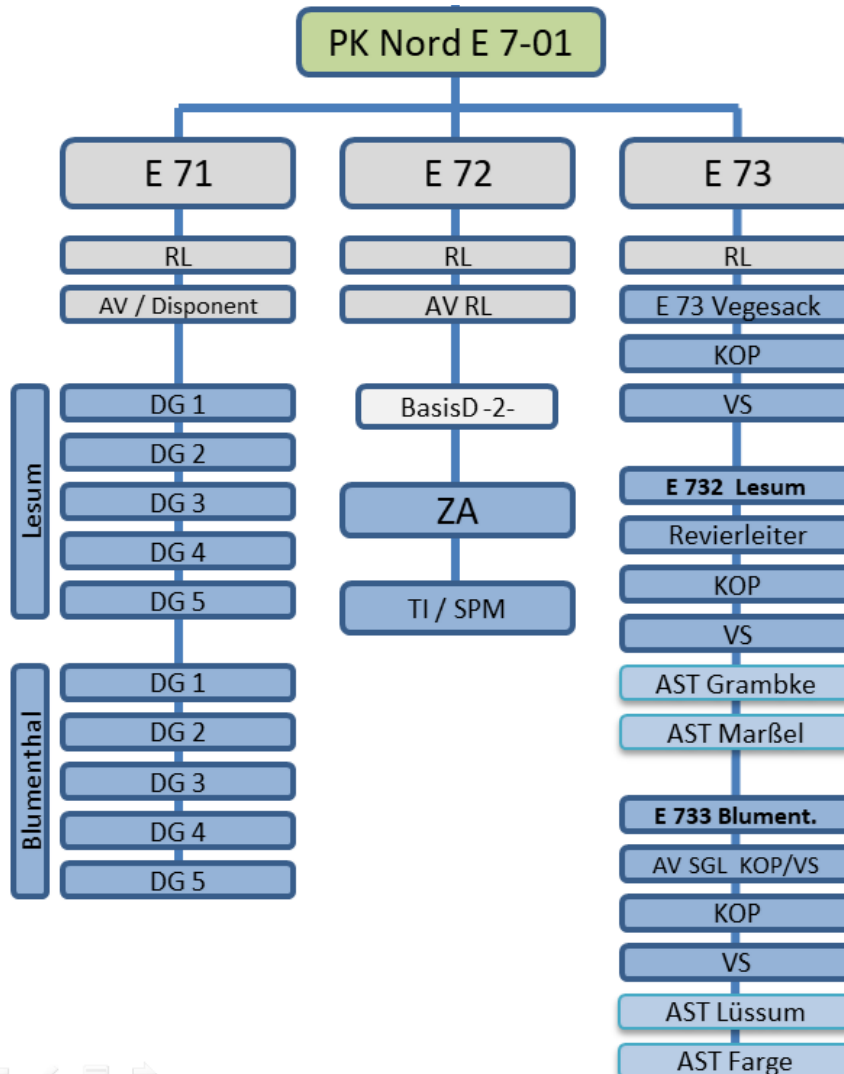 PK Nord E 7-01
E 71
RL
AV / Disponent
Lesum
DG 1
DG 2
DG 3
DG 4
DG 5
Blumenthal
DG 1
DG 2
DG 3
DG 4
DG 5
E 72
RL
AV RL
BasisD -2-
ZA
TI / SPM
E 73
RL
E 73 Vegesack
KOP
VS
E 732 Lesum
Revierleiter
KOP
VS
AST Grambke
AST Marßel
E 733 Blument.
AV SGL KOP/VS
KOP
VS
AST Lüssum
AST Farge